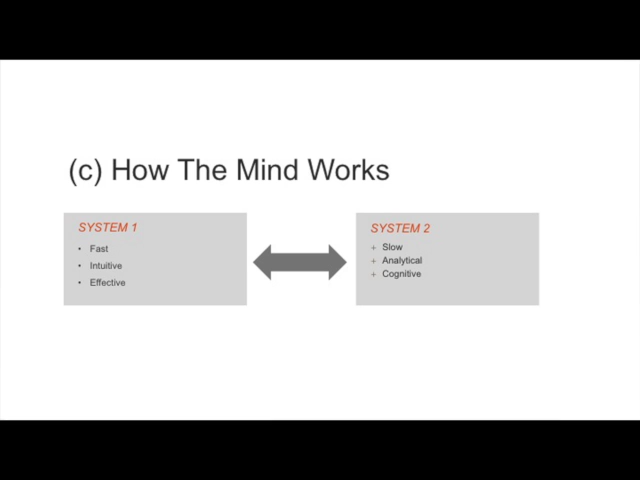 (c) How The Mind Works
SYSTEM 1
• Fast
• Intuitive
• Effective
SYSTEM 2
+ Slow
+ Analytical
+ Cognitive